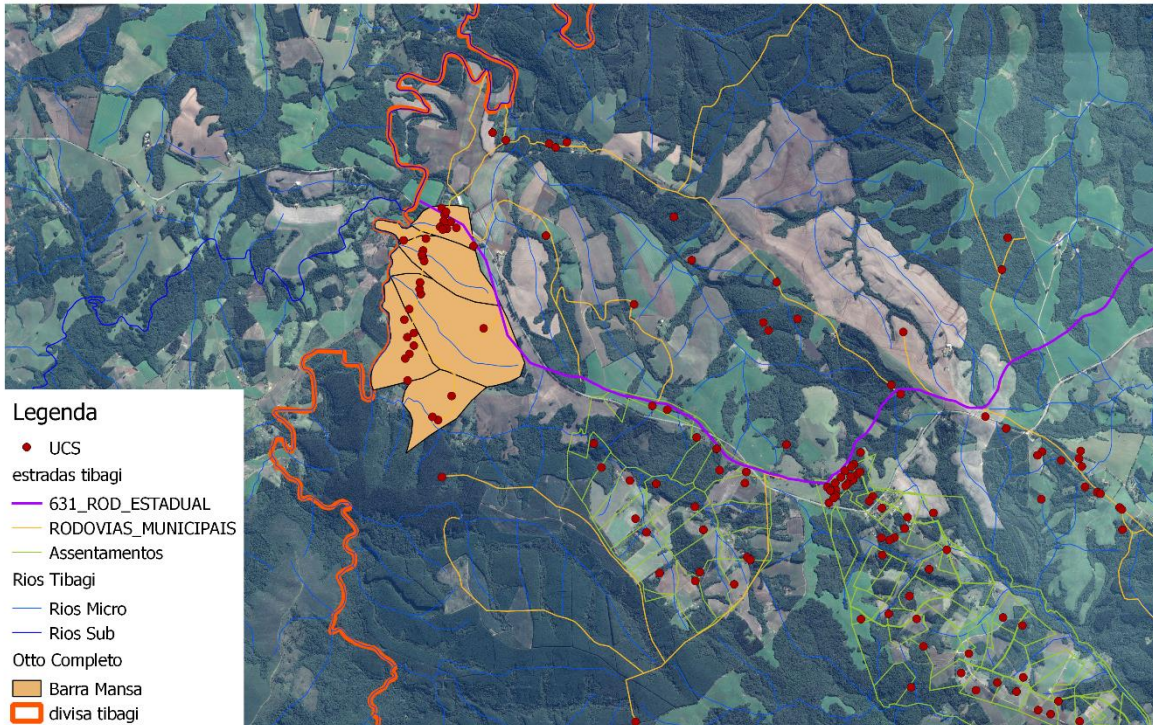 Legenda
UCS
estradas tibagi
631_ROD_ESTADUAL
RODOVIAS_MUNICIPAIS
Assentamentos
Rios Tibagi
Rios Micro
Rios Sub
Otto Completo
Barra Mansa
divisa tibagi